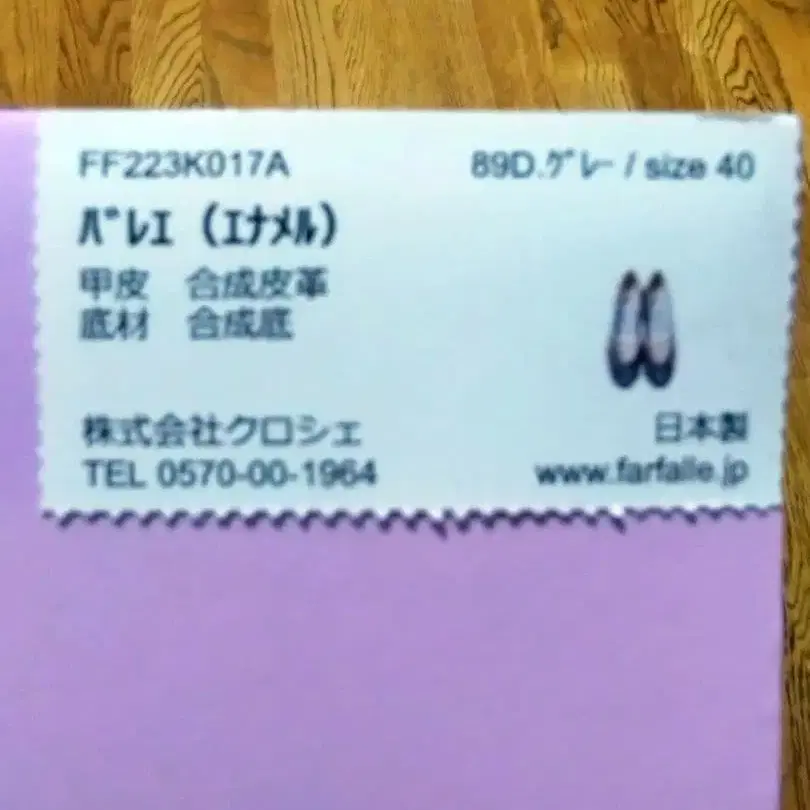 FF223K017A
89D.ｸﾞﾚｰ / size 40
ﾊﾞﾚｴ（ｴﾅﾒﾙ）
甲皮　合成皮革
底材　合成底
株式会社クロシェ
日本製
TEL 0570-00-1964
www.farfalle.jp